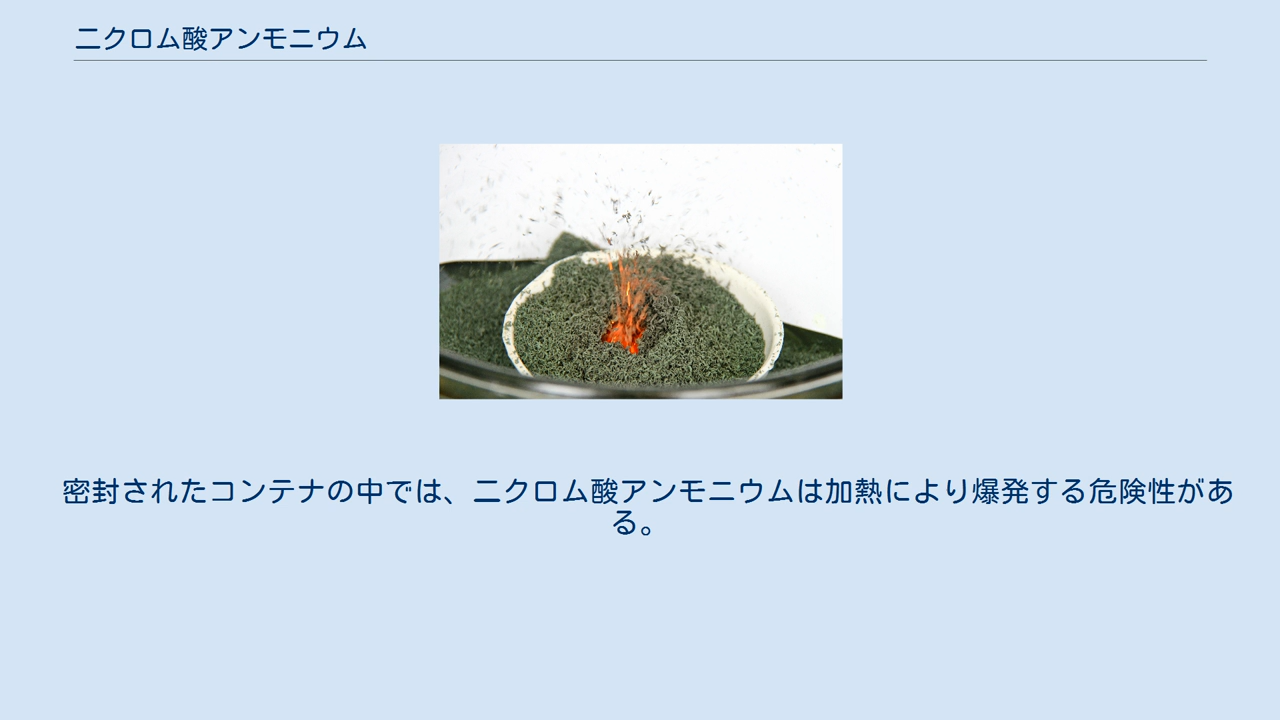 二クロム酸アンモニウム
密封されたコンテナの中では、二クロム酸アンモニウムは加熱により爆発する危険性があ
る。